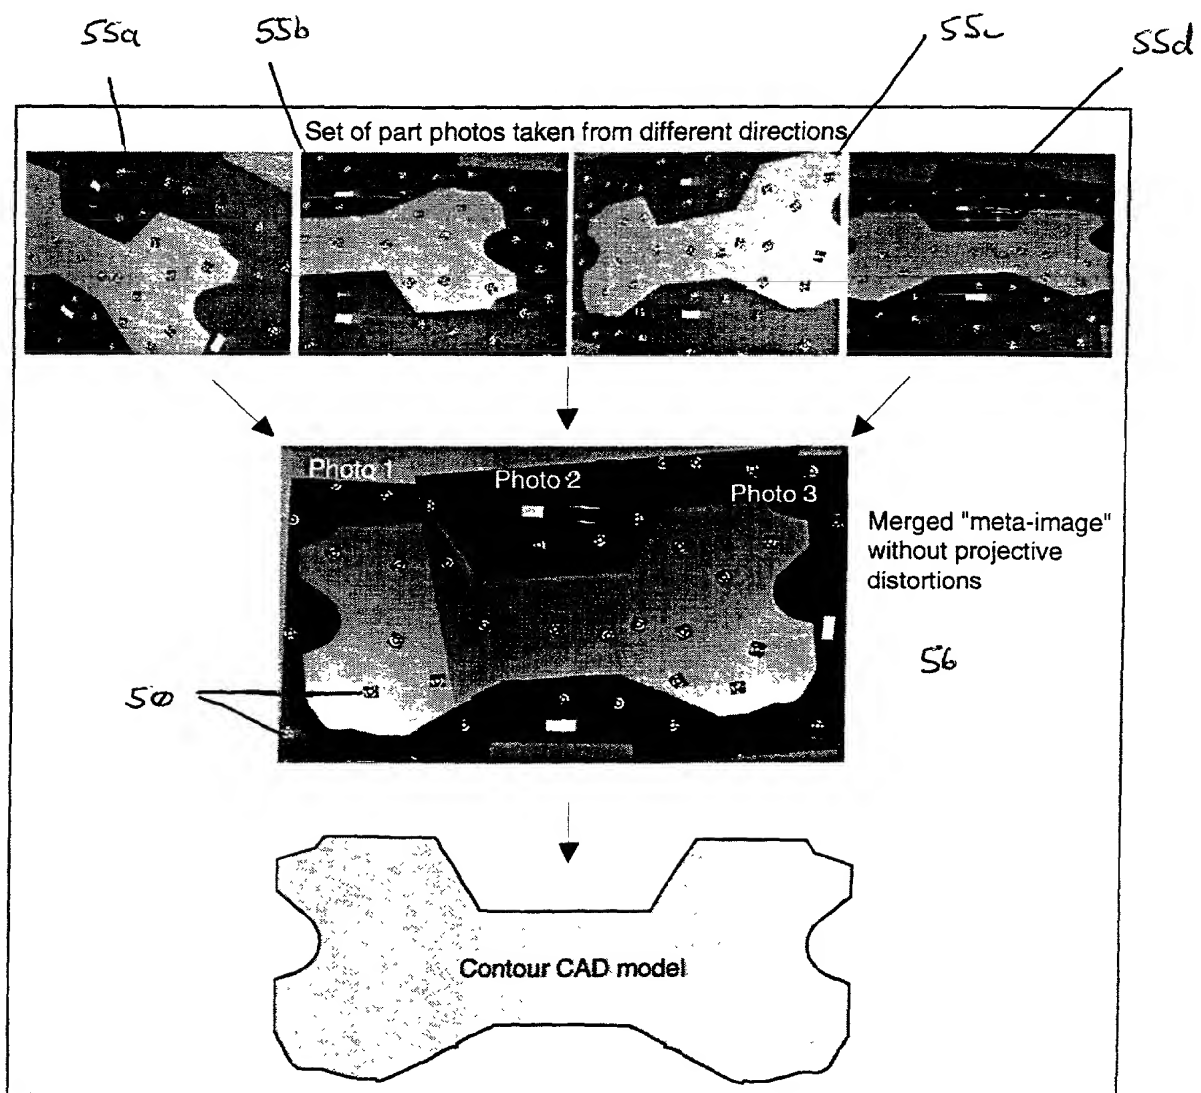 55a
55b
55c
55d
Set of part photos taken from different directions
Photo 1
Photo 2
Photo 3
Merged "meta-image"
without projective
distortions
56
50
Contour CAD model